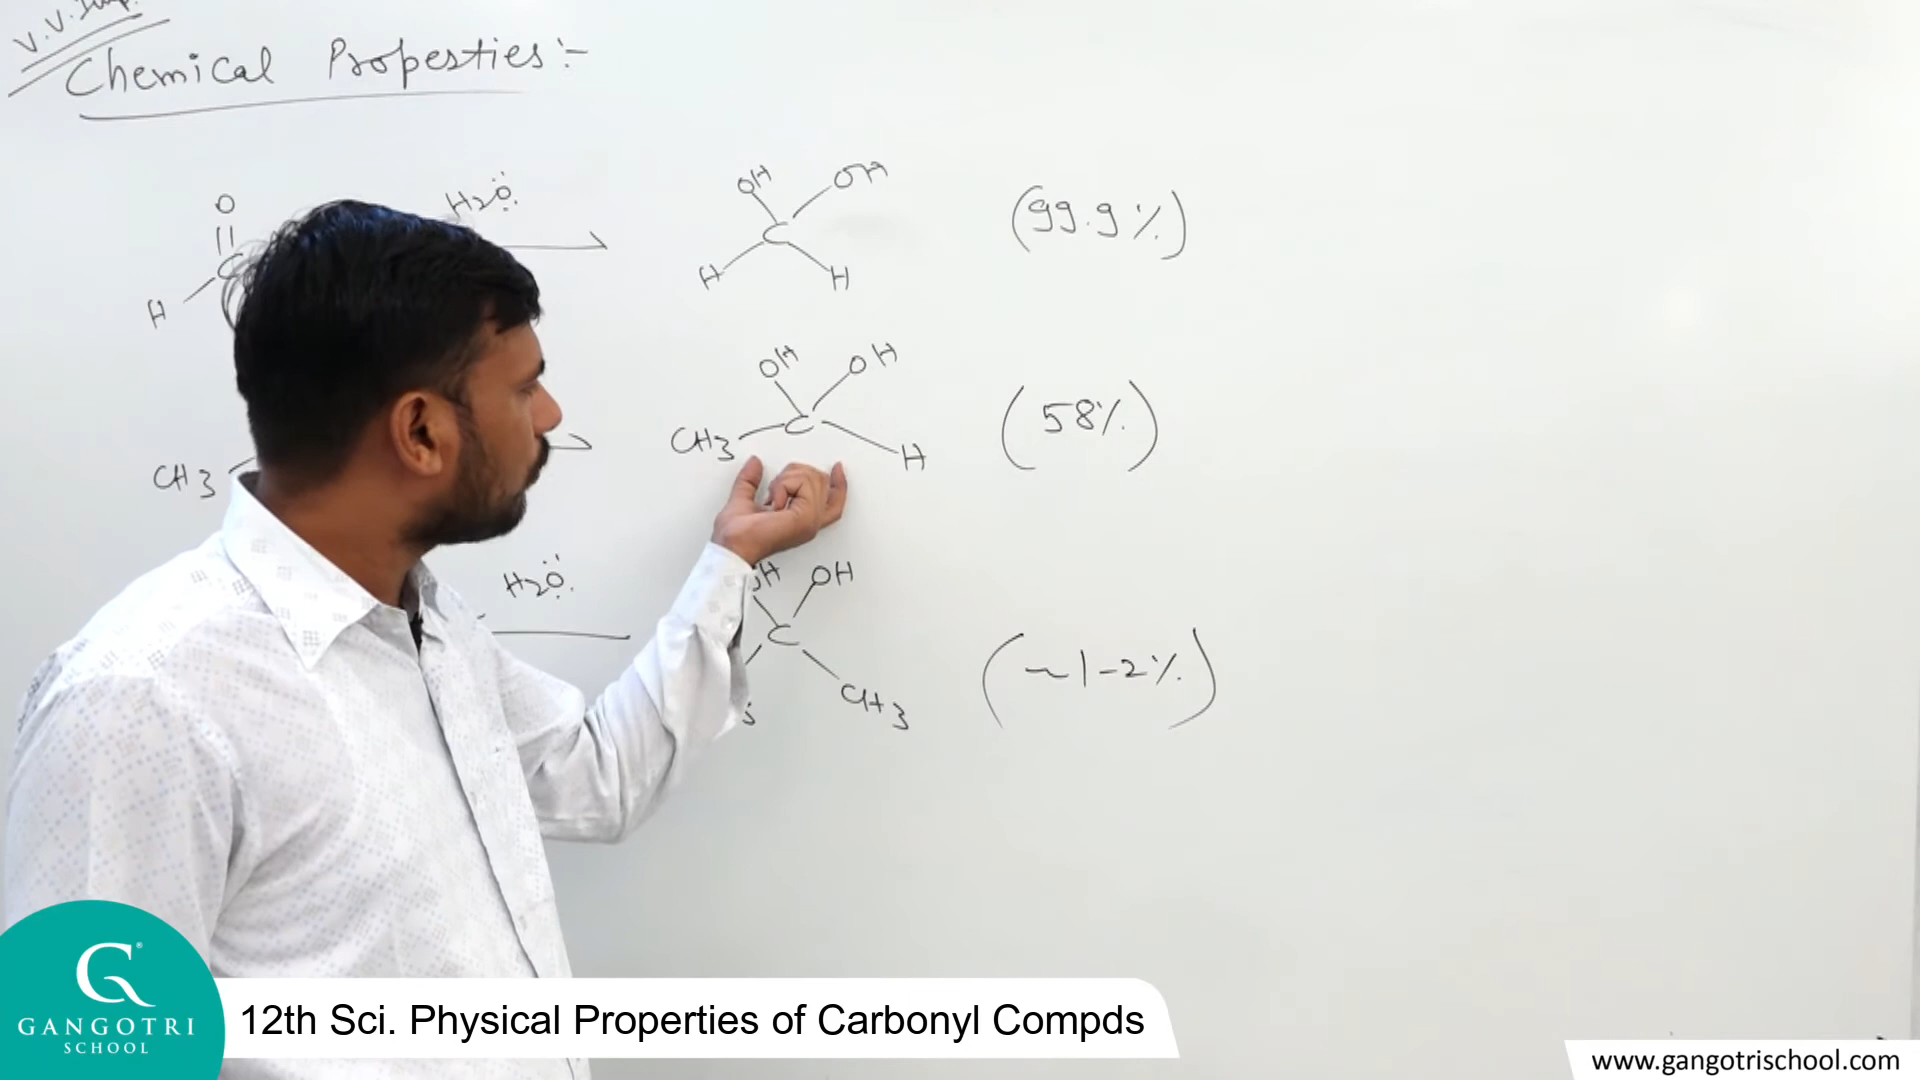 V.V.Imp.
Chemical Properties :-
O
||
C
H
H2O
OH OH
C
H H
(99.9%)
CH3
OH OH
CH3 C H
(58%)
H2O
OH
C
CH3
(~1-2%)
GANGOTRI
SCHOOL
12th Sci. Physical Properties of Carbonyl Compds
www.gangotrischool.com